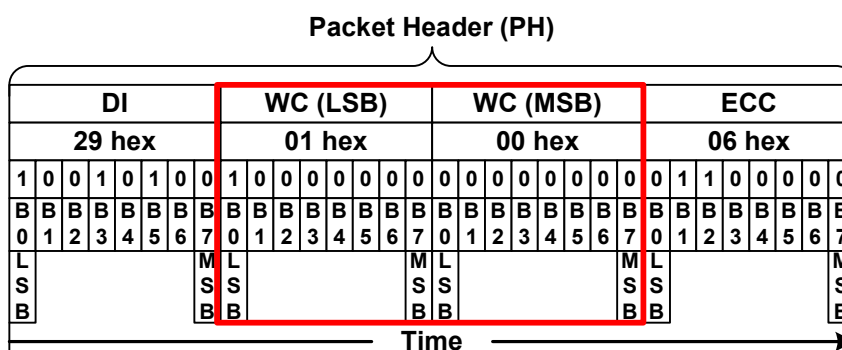 Packet Header (PH)
DI WC (LSB) WC (MSB) ECC
29 hex 01 hex 00 hex 06 hex
1 0 0 1 0 1 0 0 1 0 0 0 0 0 0 0 0 0 0 0 0 0 0 0 0 1 1 0 0 0 0 0
B B B B B B B B B B B B B B B B B B B B B B B B B B B B B B B B
0 1 2 3 4 5 6 7 0 1 2 3 4 5 6 7 0 1 2 3 4 5 6 7 0 1 2 3 4 5 6 7
L M L M L M L M
S S S S S S S S
B B B B B B B B
Time